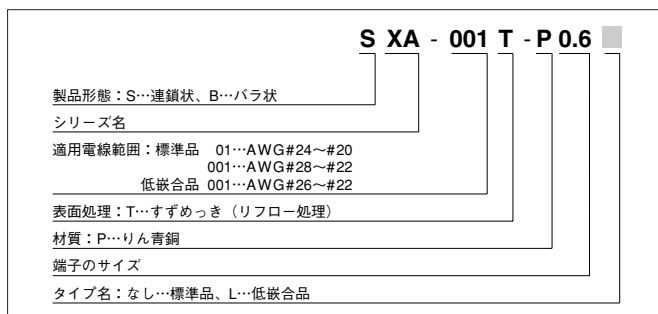 S XA - 001 T - P 0.6
製品形態：S…連鎖状、B…バラ状
シリーズ名
適用電線範囲：標準品 01…AWG#24〜#20
001…AWG#28〜#22
低嵌合品 001…AWG#26〜#22
表面処理：T…すずめっき（リフロー処理）
材質：P…りん青銅
端子のサイズ
タイプ名：なし…標準品、L…低嵌合品